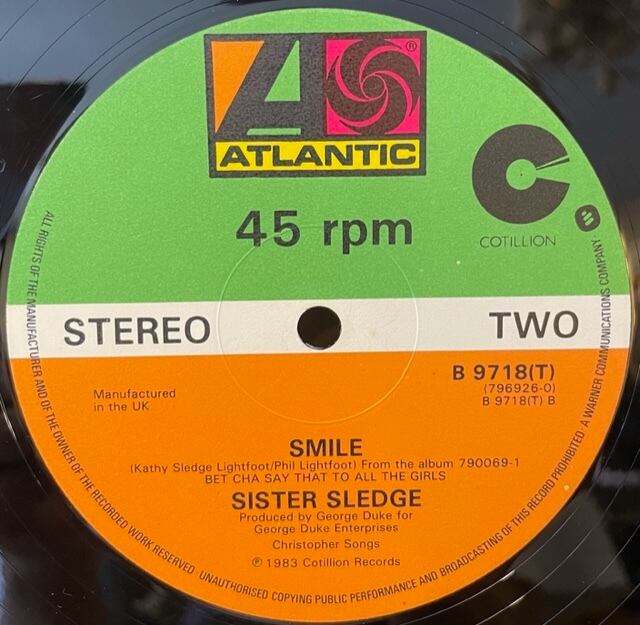 ATLANTIC
®
45 rpm
COTILLION
STEREO
TWO
Manufactured
in the UK
B 9718(T)
(796926-0)
B 9718(T) B
SMILE
(Kathy Sledge Lightfoot/Phil Lightfoot) From the album 790069-1
BET CHA SAY THAT TO ALL THE GIRLS
SISTER SLEDGE
Produced by George Duke for
George Duke Enterprises
Christopher Songs
℗ 1983 Cotillion Records
ALL RIGHTS OF THE MANUFACTURER AND OF THE OWNER OF THE RECORDED WORK RESERVED · UNAUTHORISED COPYING PUBLIC PERFORMANCE AND BROADCASTING OF THIS RECORD PROHIBITED · A WARNER COMMUNICATIONS COMPANY ·